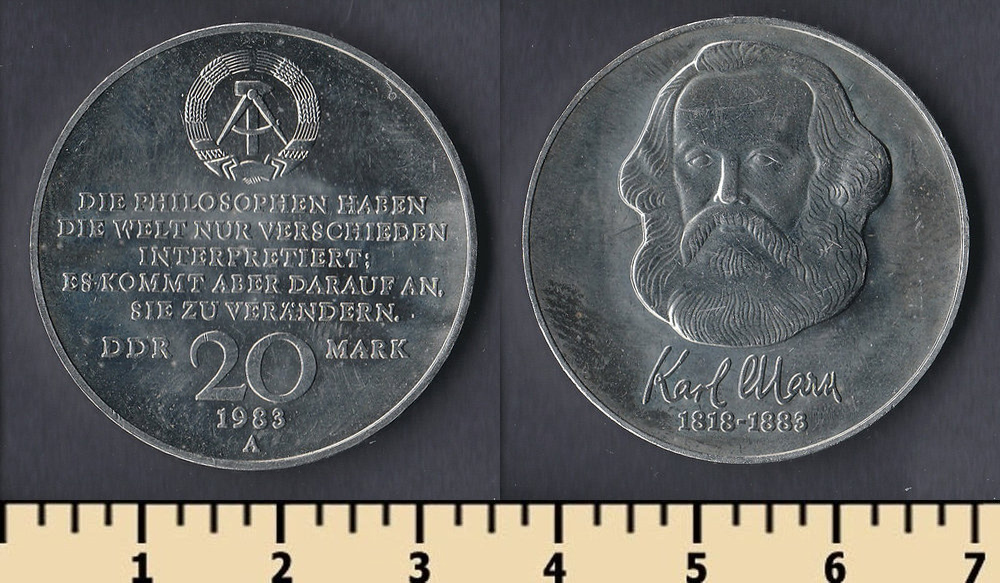 DIE PHILOSOPHEN HABEN
DIE WELT NUR VERSCHIEDEN
INTERPRETIERT;
ES KOMMT ABER DARAUF AN,
SIE ZU VERÄNDERN.
DDR 20 MARK
1983
A
Karl Marx
1818-1883
1 2 3 4 5 6 7